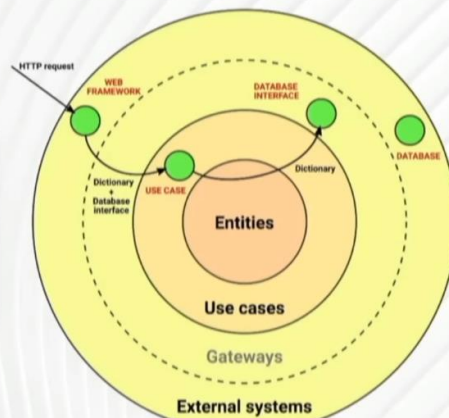 HTTP request
WEB
FRAMEWORK
DATABASE
INTERFACE
DATABASE
USE CASE
Dictionary
+
Database
interface
Dictionary
Entities
Use cases
Gateways
External systems